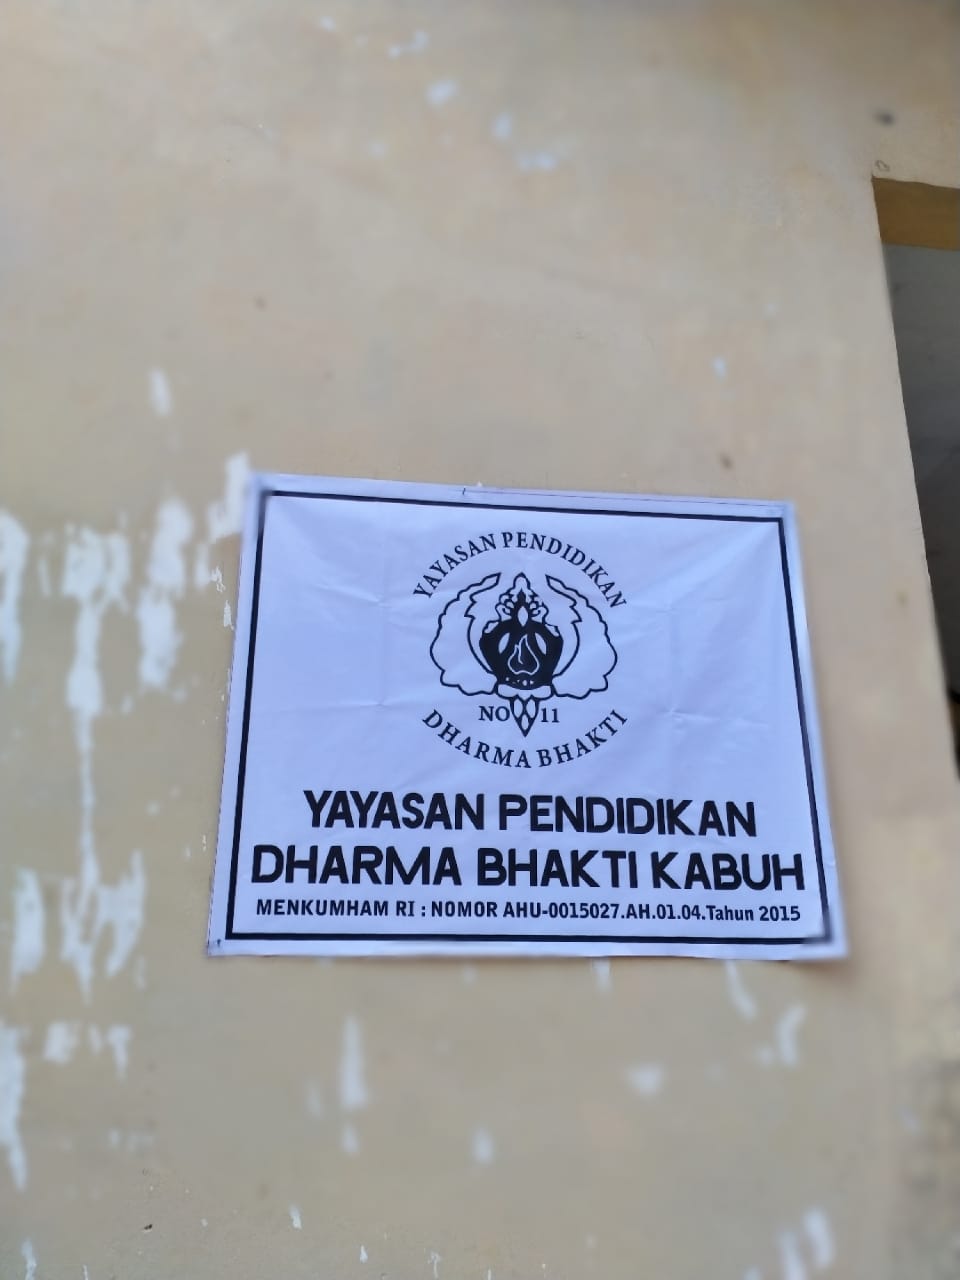 YAYASAN PENDIDIKAN
NO 11
DHARMA BHAKTI
YAYASAN PENDIDIKAN
DHARMA BHAKTI KABUH
MENKUMHAM RI : NOMOR AHU-0015027.AH.01.04.Tahun 2015